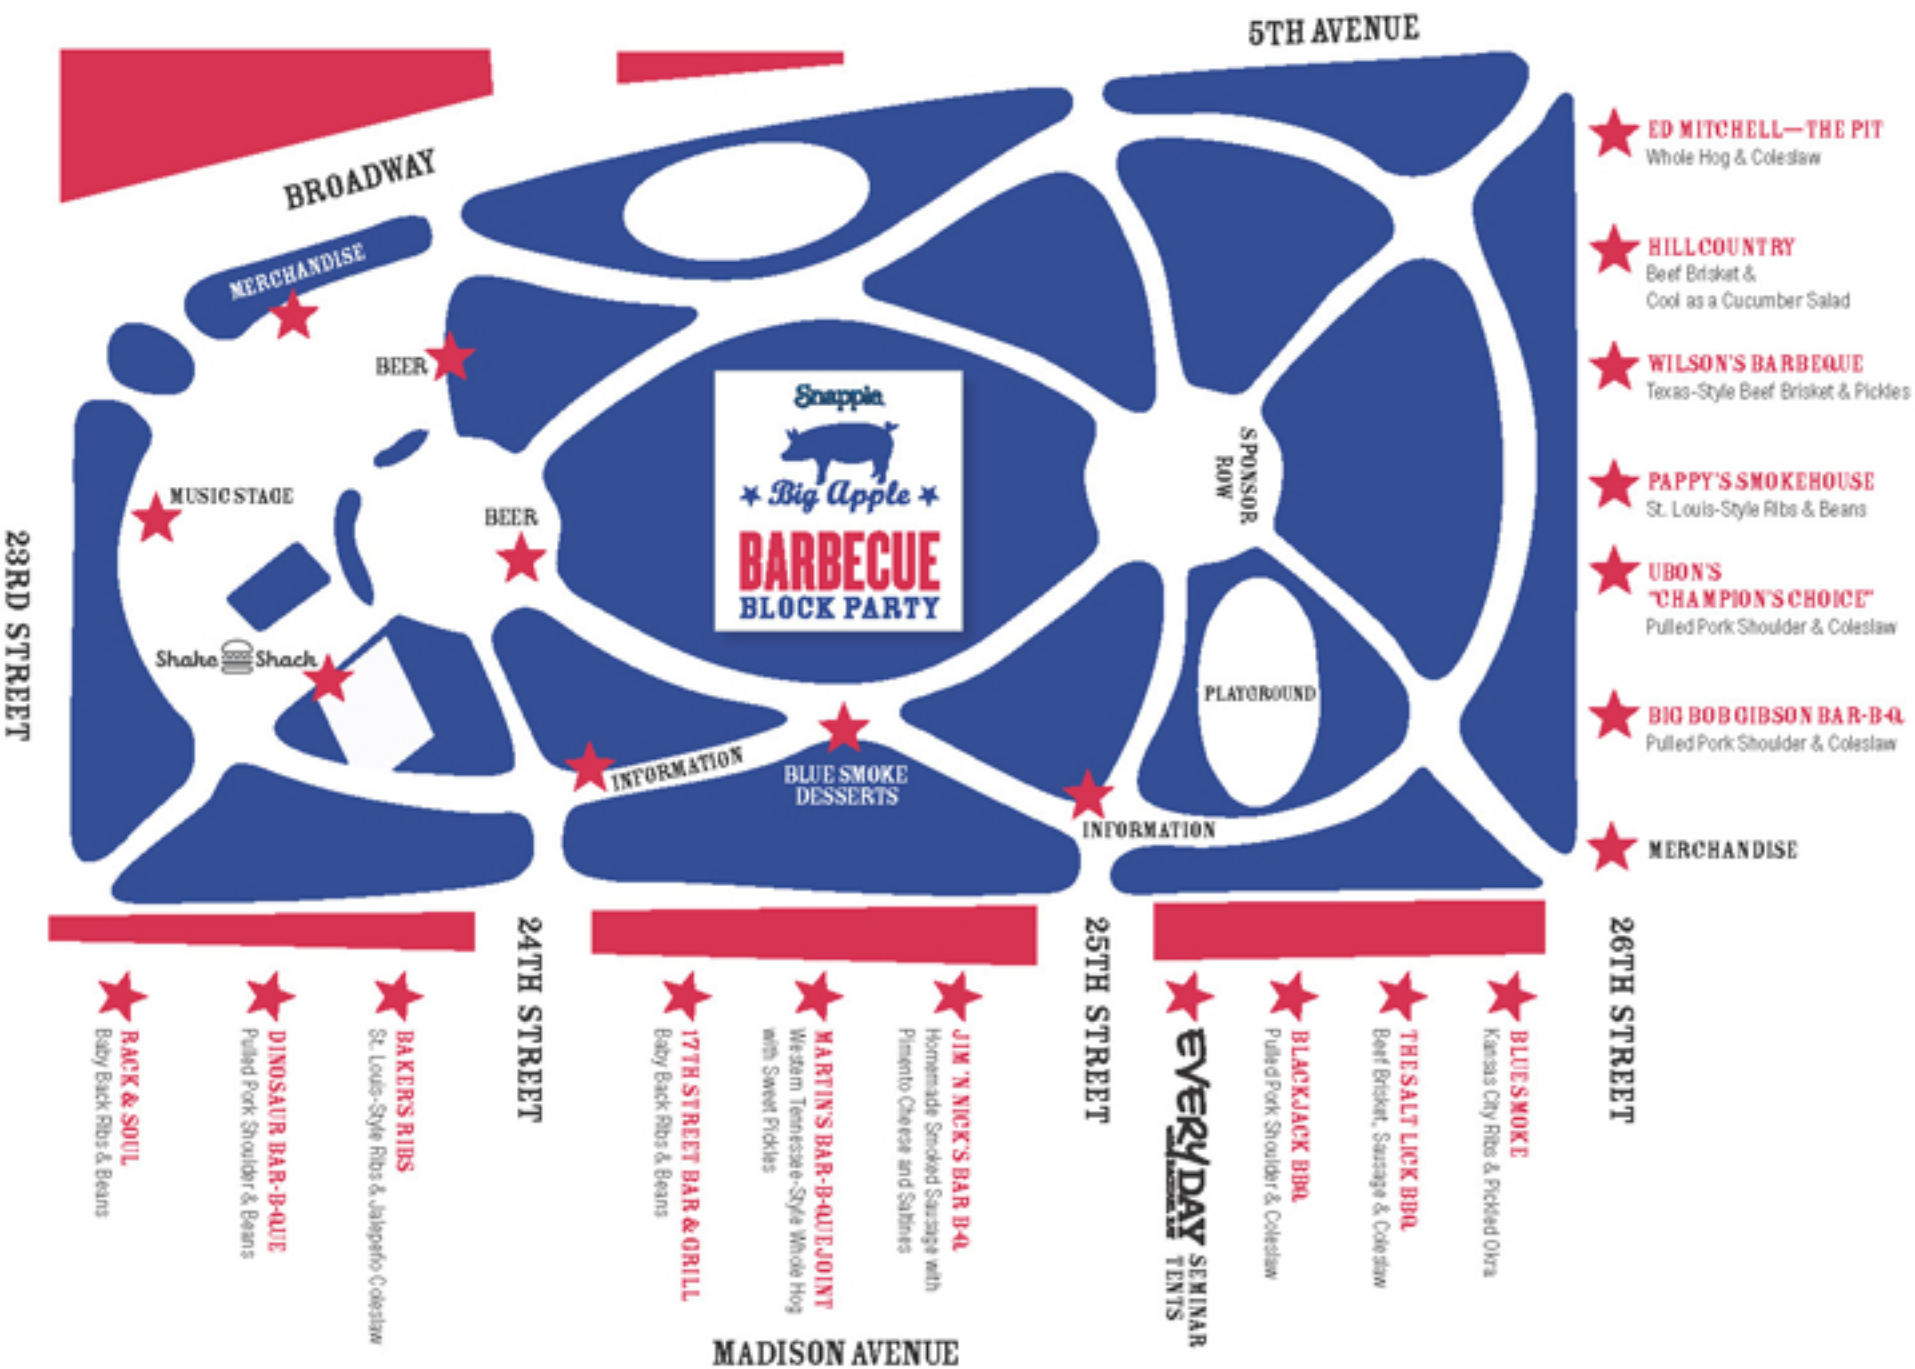 5TH AVENUE
BROADWAY
MERCHANDISE
BEER
MUSIC STAGE
BEER
Shake Shack
23RD STREET
Snapple
Big Apple
BARBECUE
BLOCK PARTY
SPONSOR
ROW
PLAYGROUND
INFORMATION
BLUE SMOKE
DESSERTS
INFORMATION
ED MITCHELL—THE PIT
Whole Hog & Coleslaw
HILL COUNTRY
Beef Brisket &
Cool as a Cucumber Salad
WILSON'S BARBEQUE
Texas-Style Beef Brisket & Pickles
PAPPY'S SMOKEHOUSE
St. Louis-Style Ribs & Beans
UBON'S
"CHAMPION'S CHOICE"
Pulled Pork Shoulder & Coleslaw
BIG BOB GIBSON BAR-B-Q
Pulled Pork Shoulder & Coleslaw
MERCHANDISE
RACK & SOUL
Baby Back Ribs & Beans
DINOSAUR BAR-B-QUE
Pulled Pork Shoulder & Beans
BAKER'S RIBS
St. Louis-Style Ribs & Jalepeño Coleslaw
24TH STREET
17TH STREET BAR & GRILL
Baby Back Ribs & Beans
MARTIN'S BAR-B-QUE JOINT
Western Tennessee-Style Whole Hog
with Sweet Pickles
JIM 'N NICK'S BAR B-Q
Homemade Smoked Sausage with
Pimento Cheese and Saltines
25TH STREET
EVERYDAY SEMINAR
TENTS
BLACKJACK BBQ
Pulled Pork Shoulder & Coleslaw
THE SALT LICK BBQ
Beef Brisket, Sausage & Coleslaw
BLUE SMOKE
Kansas City Ribs & Pickled Okra
26TH STREET
MADISON AVENUE